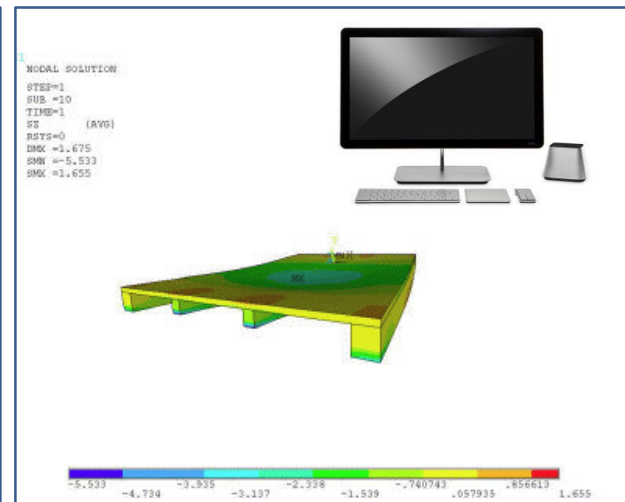 1
NODAL SOLUTION
STEP=1
SUB =10
TIME=1
SZ (AVG)
RSYS=0
DMX =1.675
SMN =-5.533
SMX =1.655
MX
-5.533 -3.935 -2.338 -.740743 .856613
-4.734 -3.137 -1.539 .057935 1.655